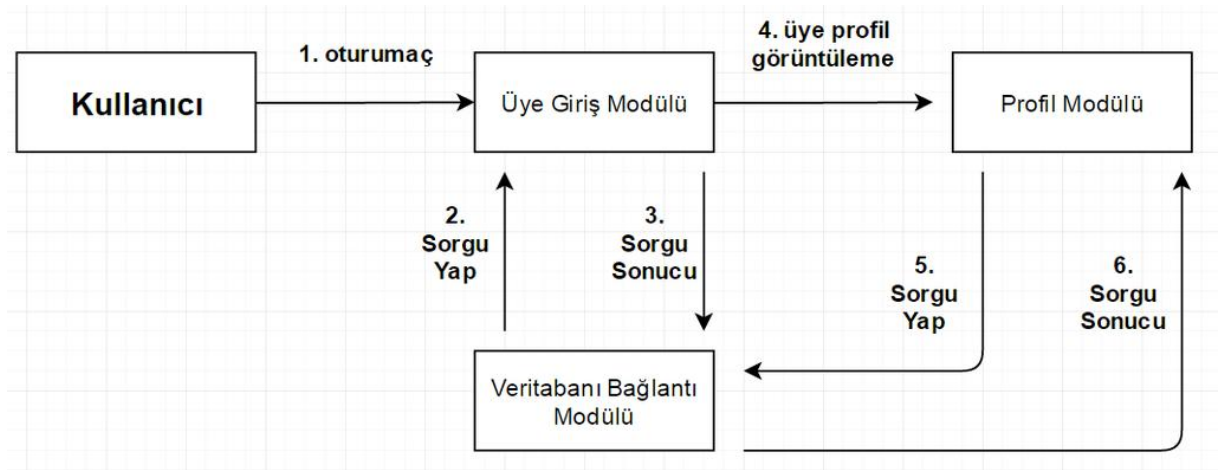 4. üye profil
görüntüleme
1. oturumaç
Kullanıcı
Üye Giriş Modülü
Profil Modülü
2.
Sorgu
Yap
3.
Sorgu
Sonucu
5.
Sorgu
Yap
6.
Sorgu
Sonucu
Veritabanı Bağlantı
Modülü